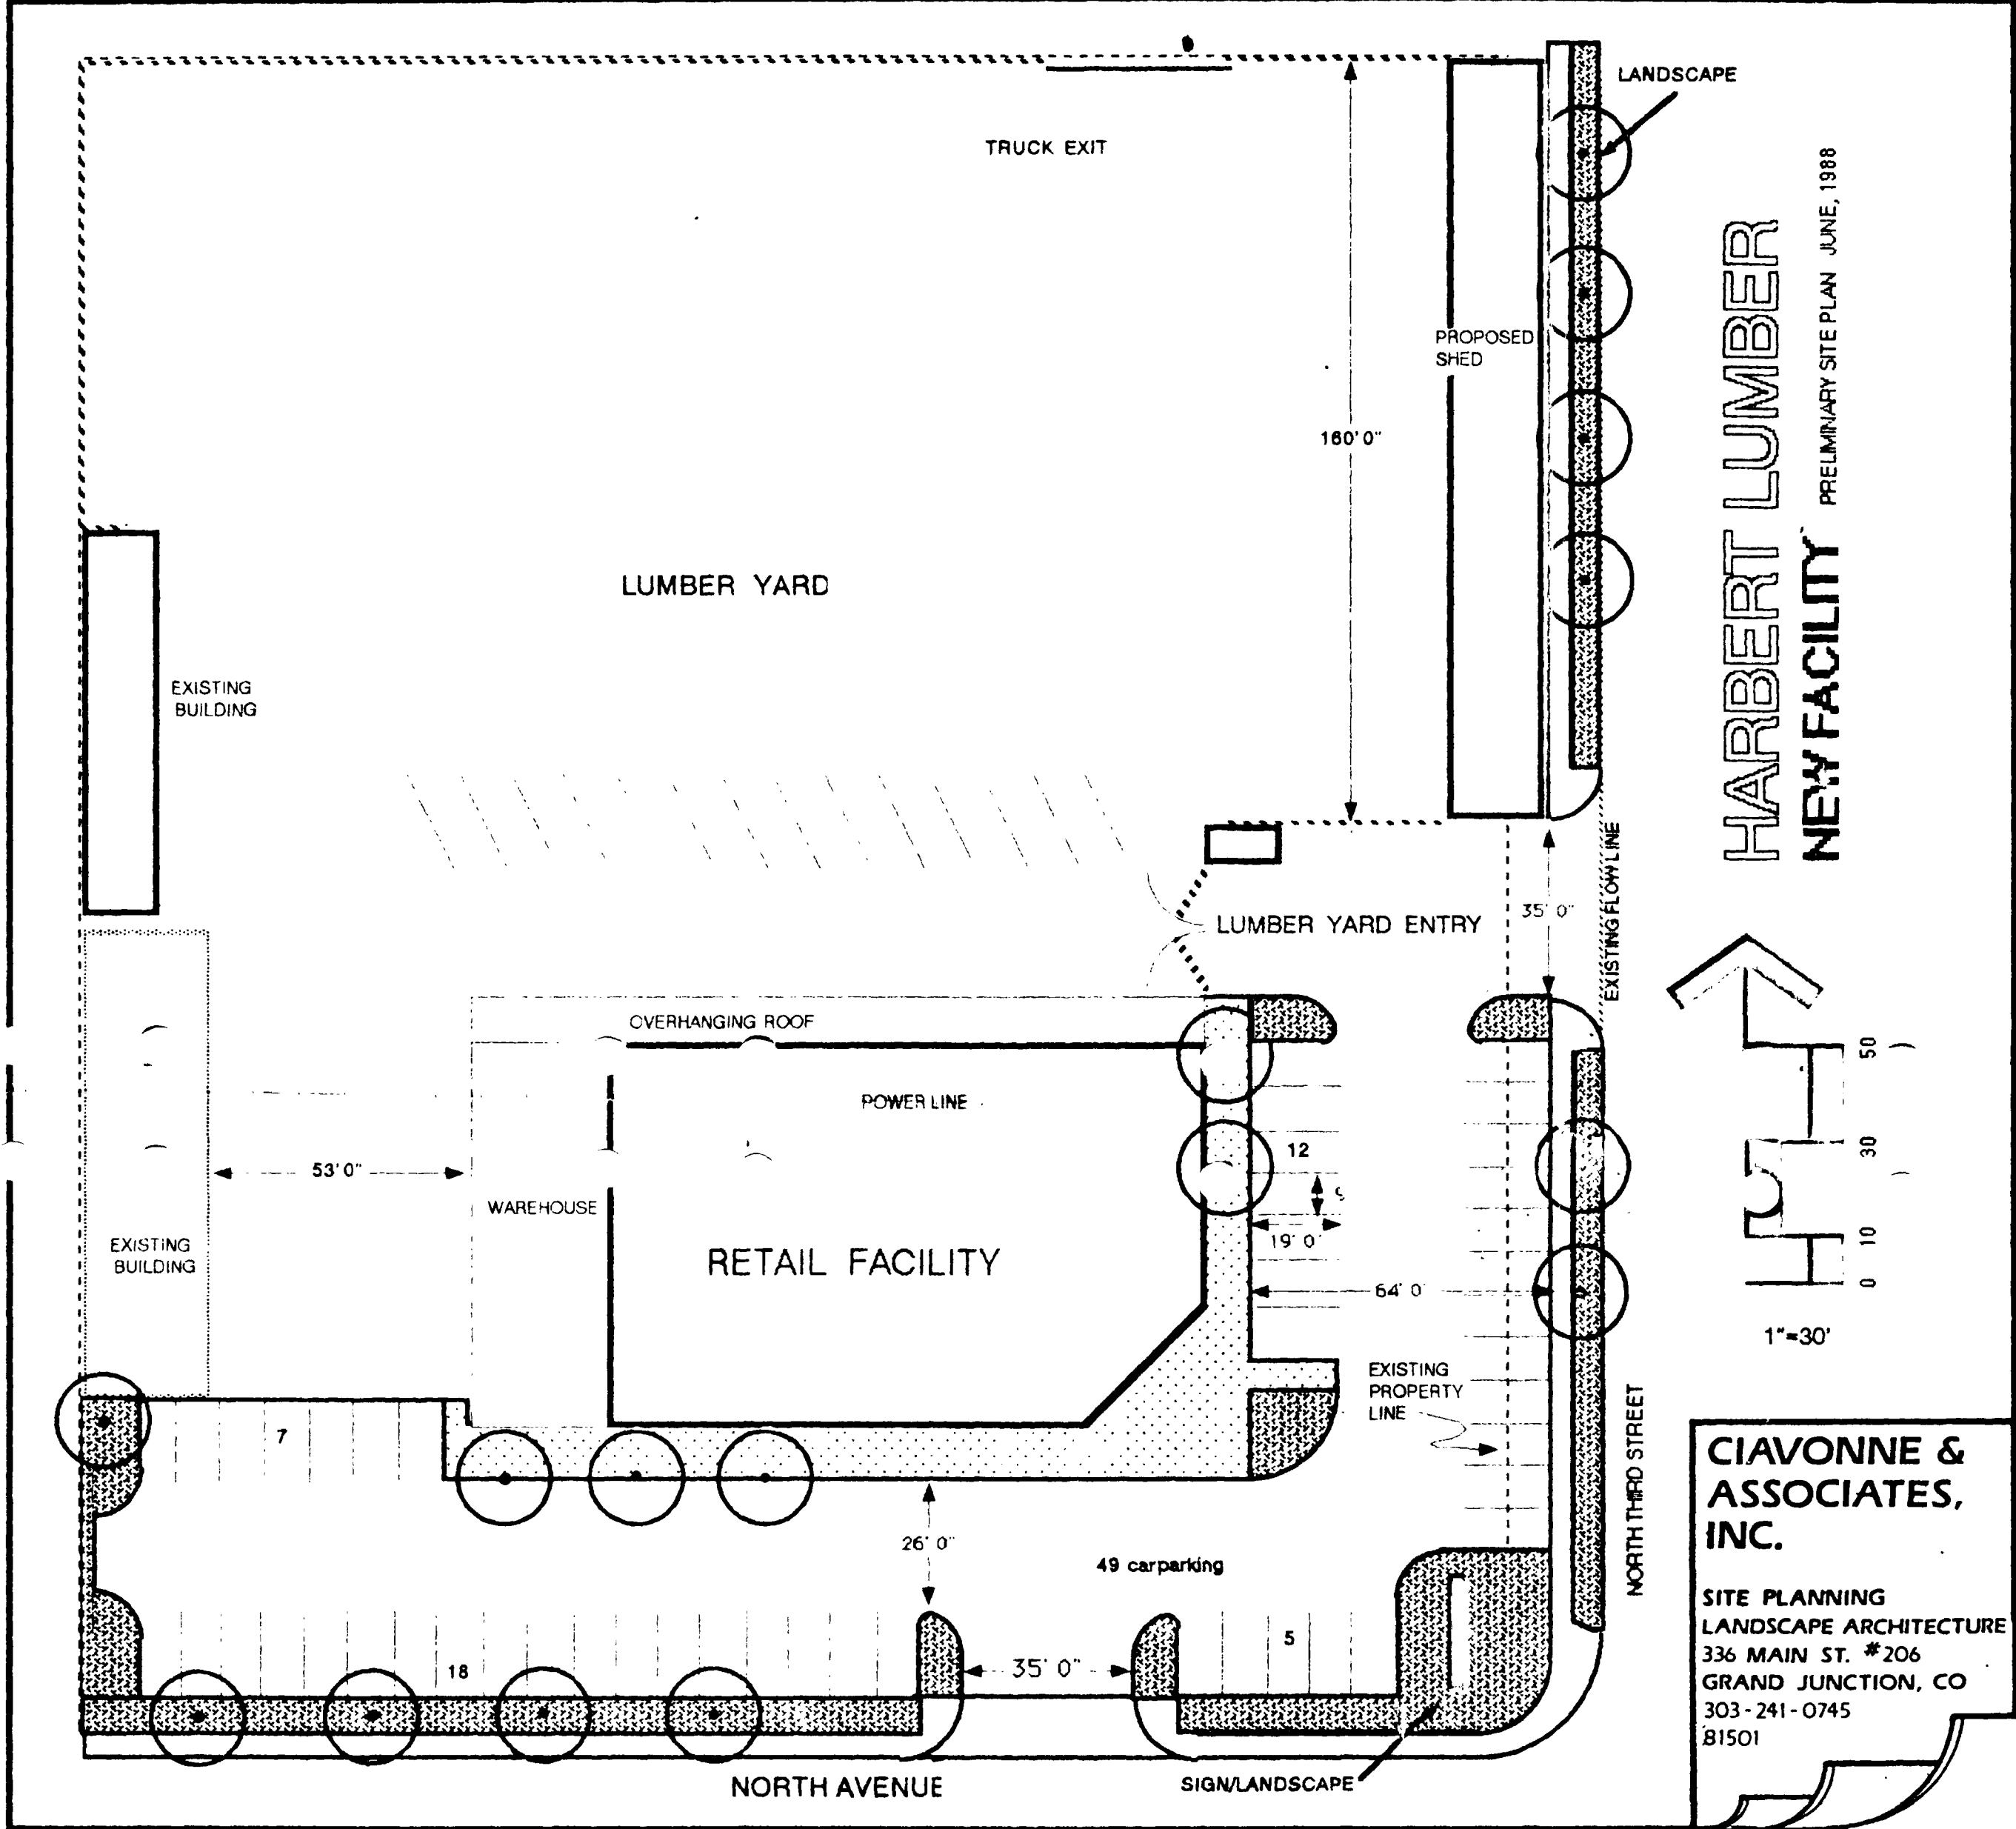 LANDSCAPE
TRUCK EXIT
PROPOSED
SHED
160'0"
LUMBER YARD
EXISTING
BUILDING
HARBERT LUMBER
NEW FACILITY
PRELIMINARY SITE PLAN JUNE, 1988
EXISTING FLOW LINE
35' 0"
LUMBER YARD ENTRY
OVERHANGING ROOF
POWER LINE
53'0"
WAREHOUSE
12
19' 0'
RETAIL FACILITY
64' 0'
EXISTING
BUILDING
50
30
10
0
1"=30'
EXISTING
PROPERTY
LINE
7
NORTH THIRD STREET
26' 0"
49 carparking
18
35' 0"
5
NORTH AVENUE
SIGN/LANDSCAPE
CIAVONNE &
ASSOCIATES,
INC.
SITE PLANNING
LANDSCAPE ARCHITECTURE
336 MAIN ST. #206
GRAND JUNCTION, CO
303-241-0745
81501